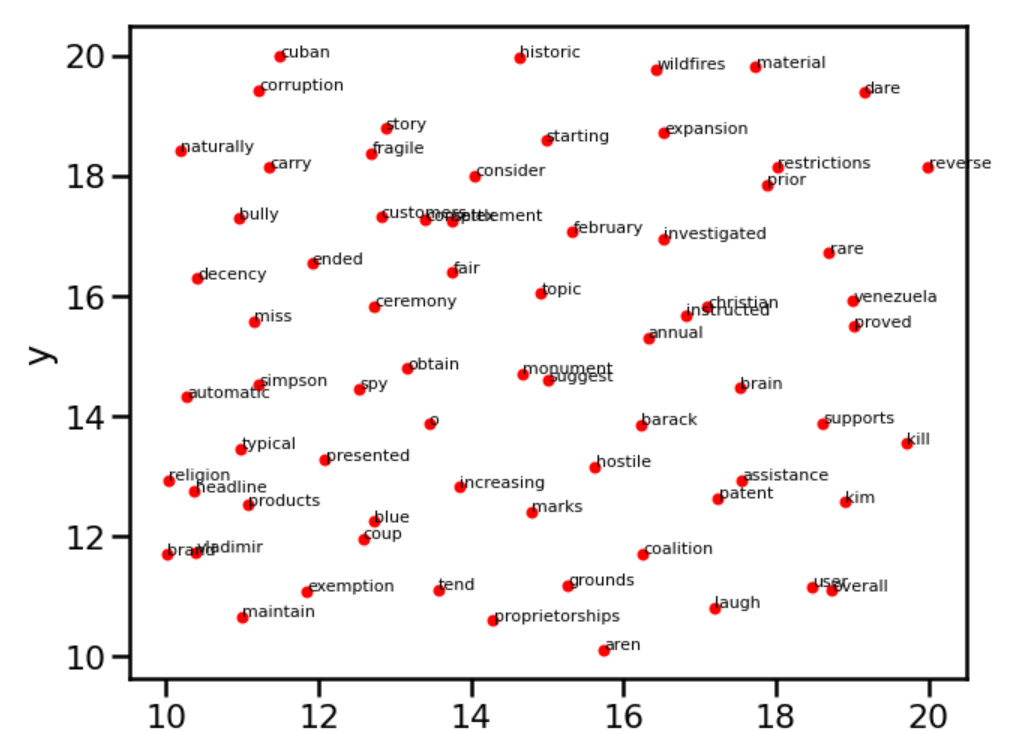 20
cuban
historic
wildfires
material
corruption
dare
story
expansion
starting
naturally
fragile
18
carry
consider
restrictions
reverse
prior
bully
customers
february
investigated
rare
ended
fair
decency
16
topic
ceremony
christian
venezuela
miss
instructed
proved
annual
obtain
monument
suggest
simpson
spy
brain
automatic
y
14
o
barack
supports
typical
kill
presented
hostile
religion
headline
increasing
assistance
products
patent
kim
marks
12
blue
coup
brand
vladimir
coalition
exemption
tend
grounds
user
overall
maintain
proprietorships
laugh
10
aren
10 12 14 16 18 20